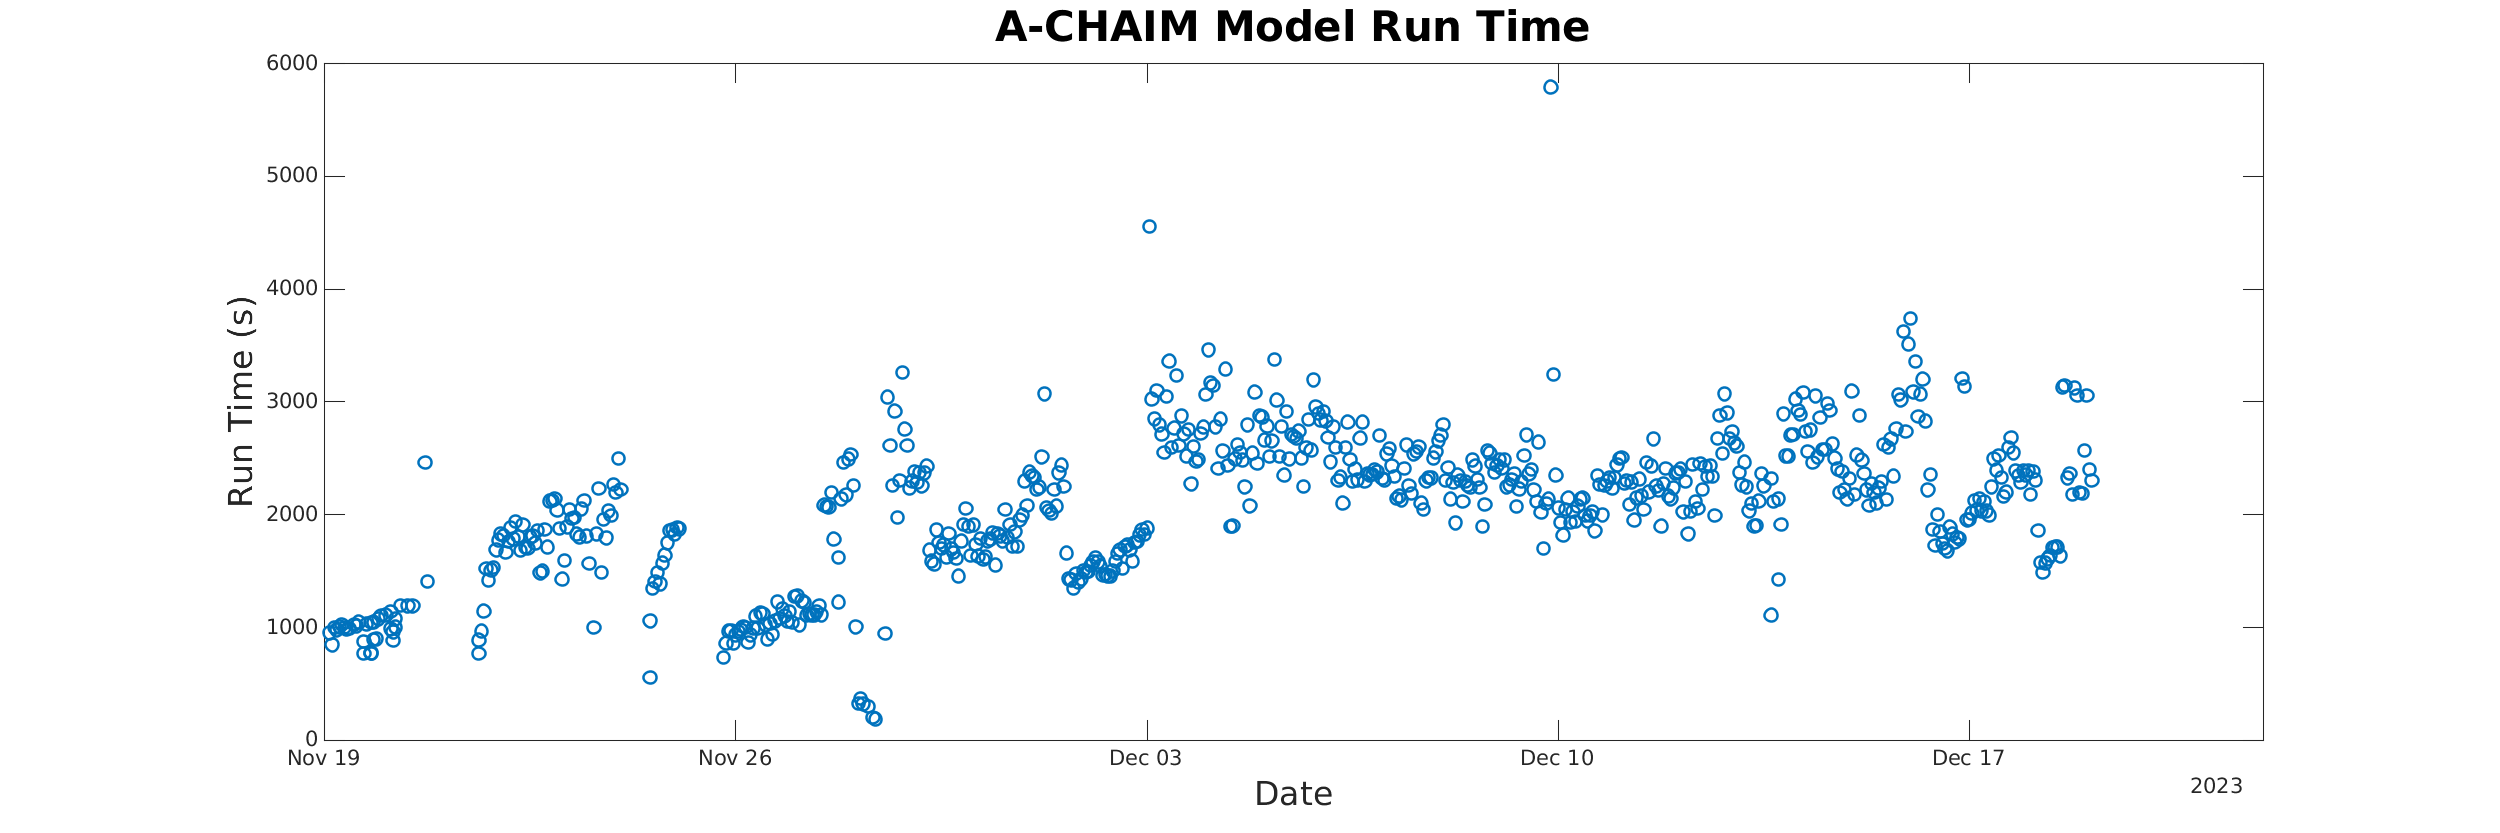 A-CHAIM Model Run Time
6000
5000
4000
3000
2000
1000
0
Run Time (s)
Nov 19
Nov 26
Dec 03
Dec 10
Dec 17
2023
Date